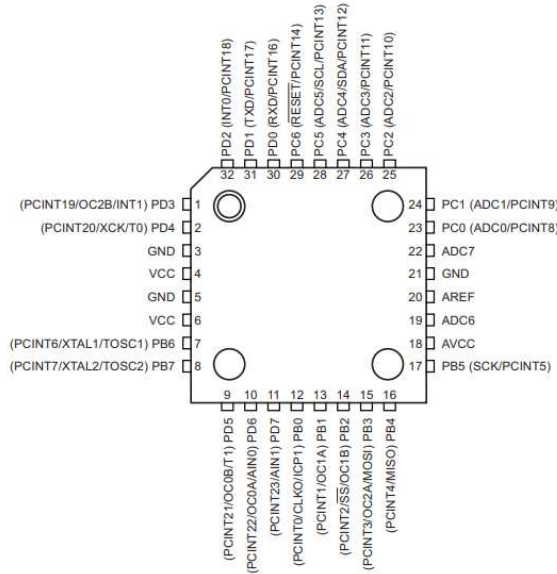 PD2 (INT0/PCINT18)
PD1 (TXD/PCINT17)
PD0 (RXD/PCINT16)
PC6 (RESET/PCINT14)
PC5 (ADC5/SCL/PCINT13)
PC4 (ADC4/SDA/PCINT12)
PC3 (ADC3/PCINT11)
PC2 (ADC2/PCINT10)
32 31 30 29 28 27 26 25
(PCINT19/OC2B/INT1) PD3 1
(PCINT20/XCK/T0) PD4 2
GND 3
VCC 4
GND 5
VCC 6
(PCINT6/XTAL1/TOSC1) PB6 7
(PCINT7/XTAL2/TOSC2) PB7 8
24 PC1 (ADC1/PCINT9)
23 PC0 (ADC0/PCINT8)
22 ADC7
21 GND
20 AREF
19 ADC6
18 AVCC
17 PB5 (SCK/PCINT5)
9 10 11 12 13 14 15 16
(PCINT21/OC0B/T1) PD5
(PCINT22/OC0A/AIN0) PD6
(PCINT23/AIN1) PD7
(PCINT0/CLKO/ICP1) PB0
(PCINT1/OC1A) PB1
(PCINT2/SS/OC1B) PB2
(PCINT3/OC2A/MOSI) PB3
(PCINT4/MISO) PB4